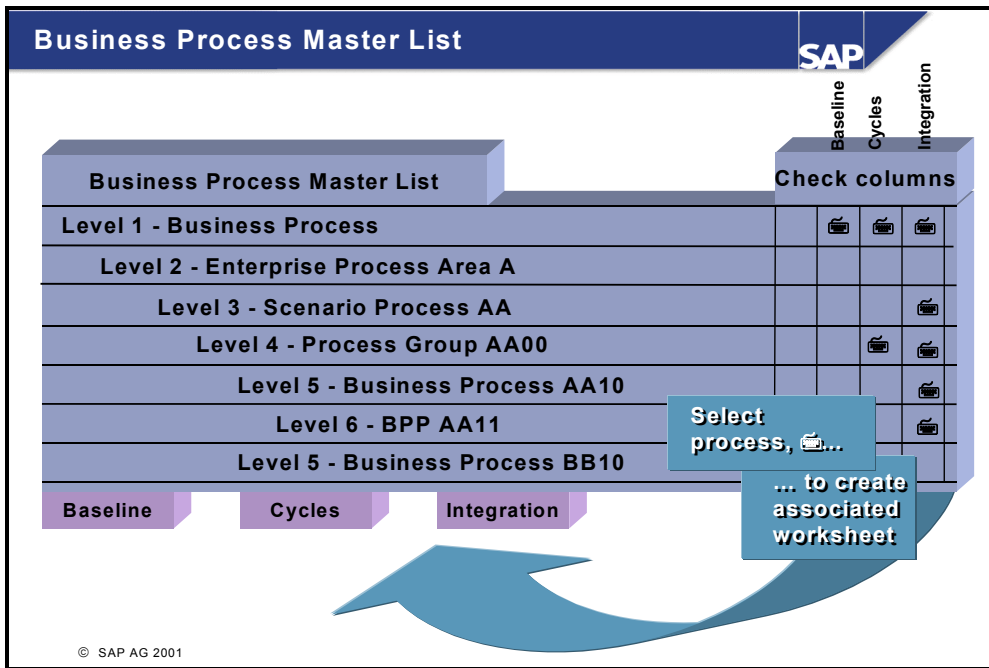 Business Process Master List
SAP
Baseline
Cycles
Integration
Business Process Master List
Check columns
Level 1 - Business Process
Level 2 - Enterprise Process Area A
Level 3 - Scenario Process AA
Level 4 - Process Group AA00
Level 5 - Business Process AA10
Level 6 - BPP AA11
Level 5 - Business Process BB10
Select
process, 🖮...
... to create
associated
worksheet
Baseline
Cycles
Integration
© SAP AG 2001